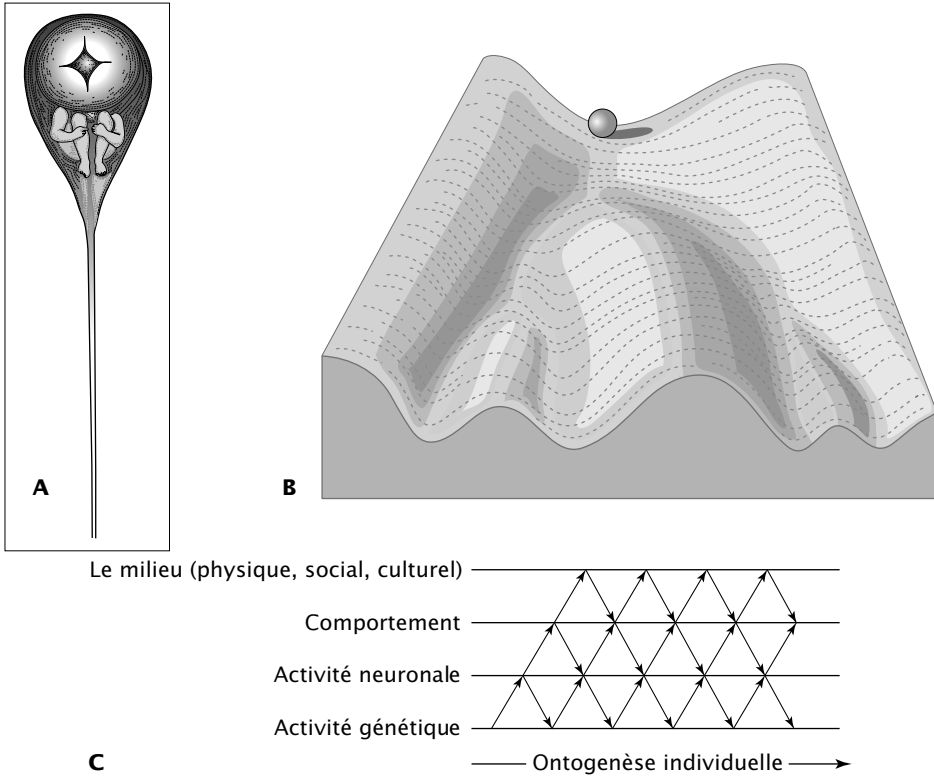 A
B
Le milieu (physique, social, culturel)
Comportement
Activité neuronale
Activité génétique
C
Ontogenèse individuelle